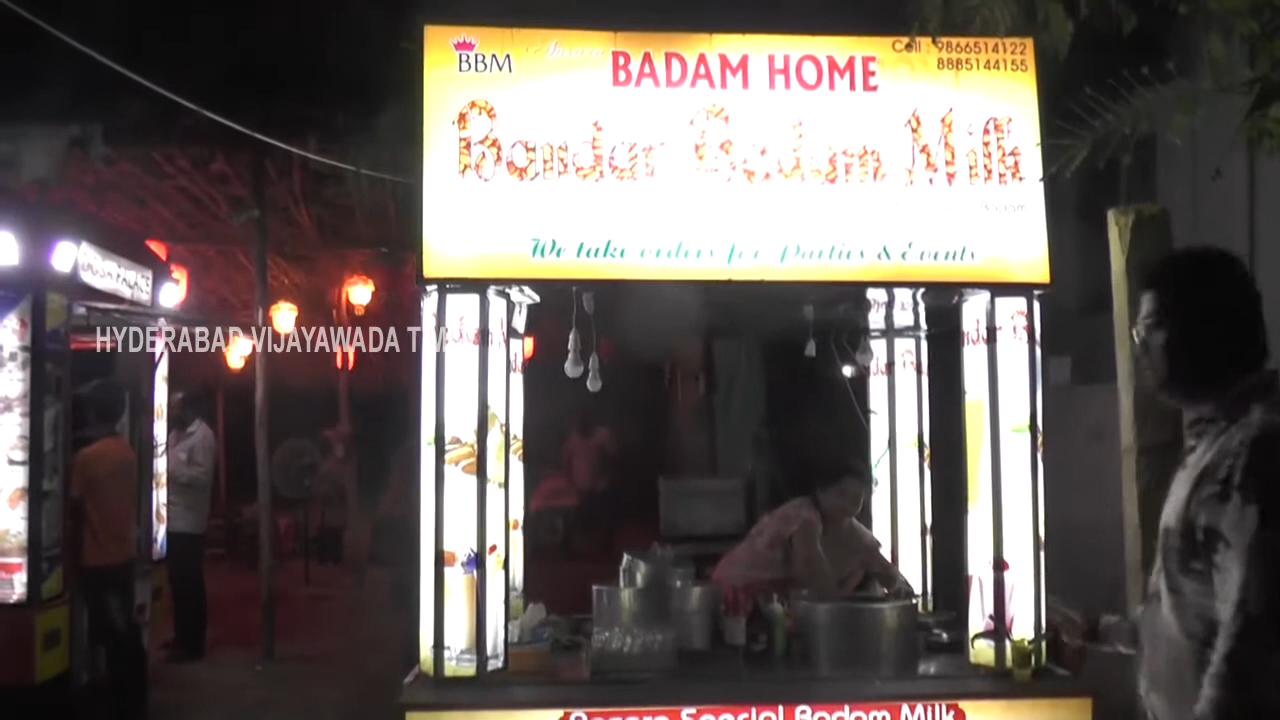 BBM
BADAM HOME
Cell : 9866514122
8885144155
Bandar Badam Milk
Badam
We take orders for Parties & Events
HYDERABAD VIJAYAWADA
Special Badam Milk